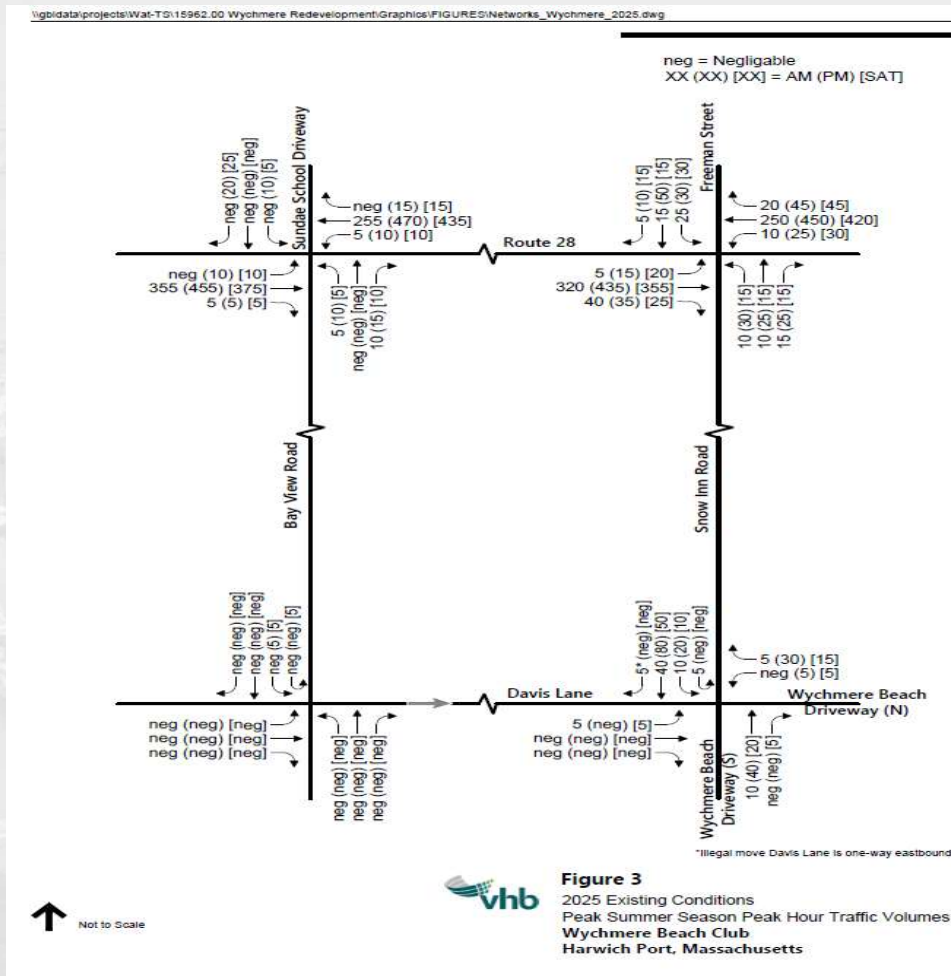 \\gbidata\projects\Wat-TS\15962.00 Wychmere Redevelopment\Graphics\FIGURES\Networks_Wychmere_2025.dwg
neg = Negligable
XX (XX) [XX] = AM (PM) [SAT]
neg (20) [25]
neg (neg) [neg]
neg (10) [5]
Sundae School Driveway
neg (15) [15]
255 (470) [435]
5 (10) [10]
neg (10) [10]
355 (455) [375]
5 (5) [5]
5 (10) [5]
neg (neg) [neg]
10 (15) [10]
Route 28
5 (10) [15]
15 (50) [15]
25 (30) [30]
Freeman Street
20 (45) [45]
250 (450) [420]
10 (25) [30]
5 (15) [20]
320 (435) [355]
40 (35) [25]
10 (30) [15]
10 (25) [15]
15 (25) [15]
Bay View Road
Snow Inn Road
neg (neg) [neg]
neg (neg) [neg]
neg (5) [5]
neg (neg) [5]
neg (neg) [neg]
neg (neg) [neg]
neg (neg) [neg]
neg (neg) [neg]
neg (neg) [neg]
neg (neg) [neg]
Davis Lane
5* (neg) [neg]
40 (80) [50]
10 (20) [10]
5 (neg) [neg]
5 (30) [15]
neg (5) [5]
Wychmere Beach
Driveway (N)
5 (neg) [5]
neg (neg) [neg]
neg (neg) [neg]
Wychmere Beach
Driveway (S)
10 (40) [20]
neg (neg) [5]
*Illegal move Davis Lane is one-way eastbound
vhb
Figure 3
2025 Existing Conditions
Peak Summer Season Peak Hour Traffic Volumes
Wychmere Beach Club
Harwich Port, Massachusetts
Not to Scale